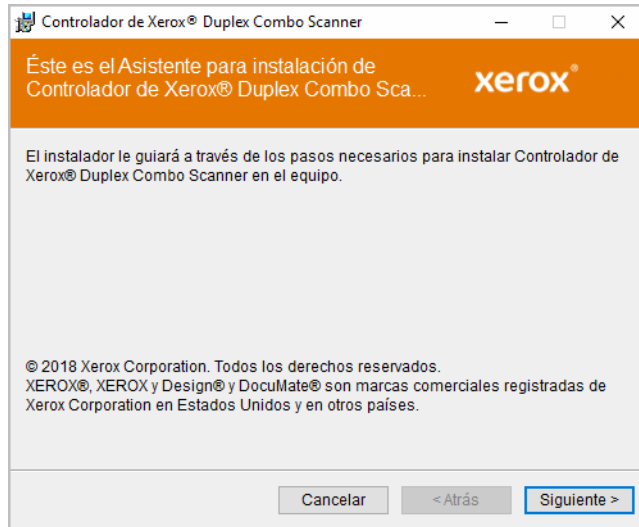 Controlador de Xerox® Duplex Combo Scanner
Éste es el Asistente para instalación de
Controlador de Xerox® Duplex Combo Sca...
xerox®
El instalador le guiará a través de los pasos necesarios para instalar Controlador de
Xerox® Duplex Combo Scanner en el equipo.
© 2018 Xerox Corporation. Todos los derechos reservados.
XEROX®, XEROX y Design® y DocuMate® son marcas comerciales registradas de
Xerox Corporation en Estados Unidos y en otros países.
Cancelar
< Atrás
Siguiente >